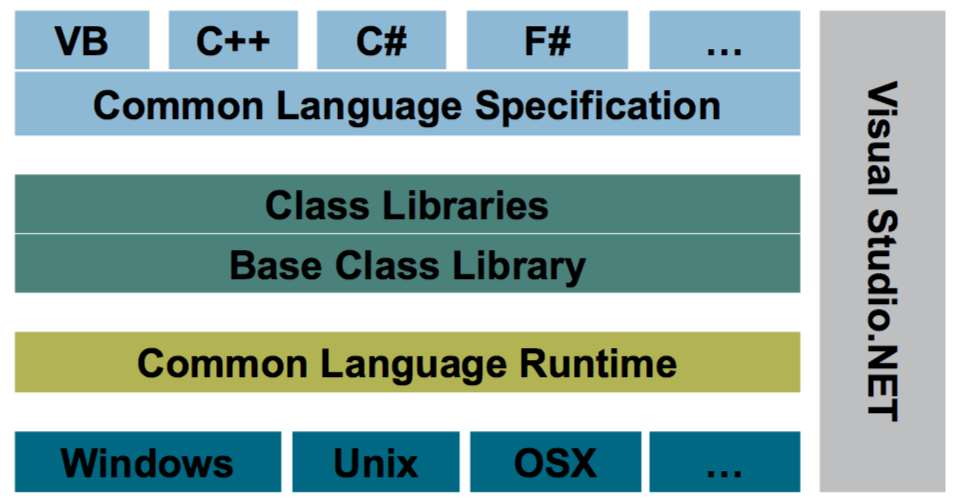 VB C++ C# F# ...
Common Language Specification
Class Libraries
Base Class Library
Common Language Runtime
Windows Unix OSX ...
Visual Studio.NET